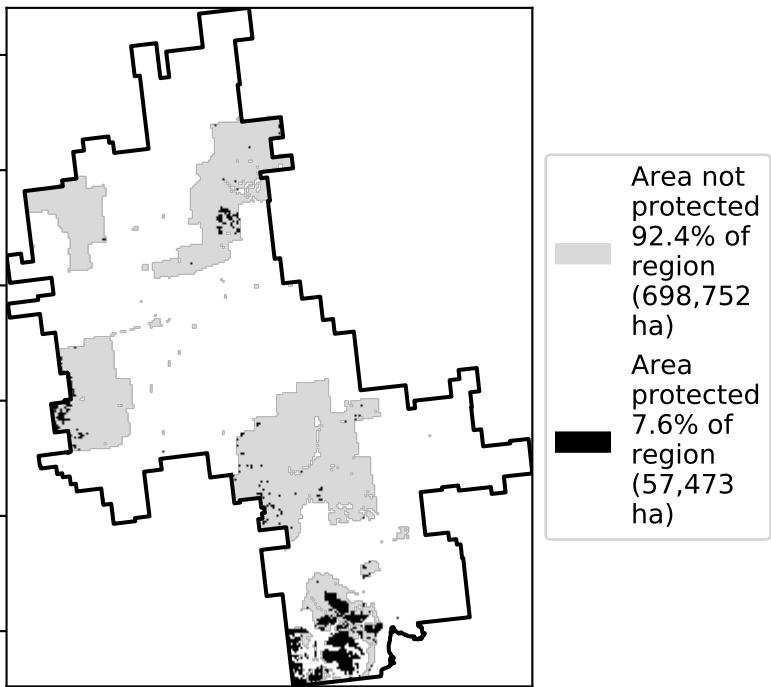 Area not
protected
92.4% of
region
(698,752
ha)
Area
protected
7.6% of
region
(57,473
ha)